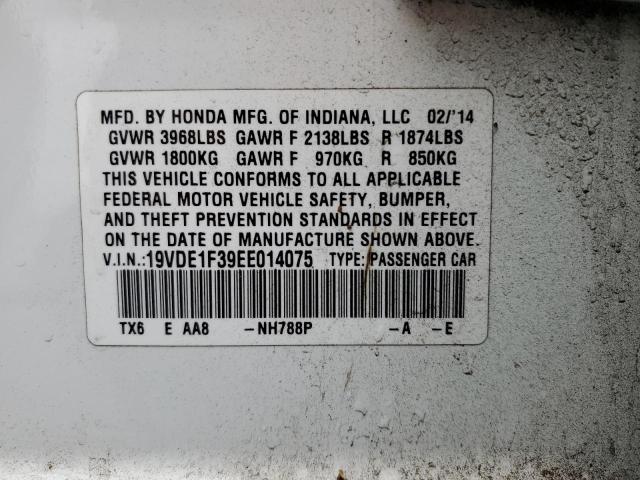 MFD. BY HONDA MFG. OF INDIANA, LLC 02/'14
GVWR 3968LBS GAWR F 2138LBS R 1874LBS
GVWR 1800KG GAWR F 970KG R 850KG
THIS VEHICLE CONFORMS TO ALL APPLICABLE
FEDERAL MOTOR VEHICLE SAFETY, BUMPER,
AND THEFT PREVENTION STANDARDS IN EFFECT
ON THE DATE OF MANUFACTURE SHOWN ABOVE.
V.I.N.:19VDE1F39EE014075 TYPE:PASSENGER CAR
TX6 E AA8 -NH788P -A -E